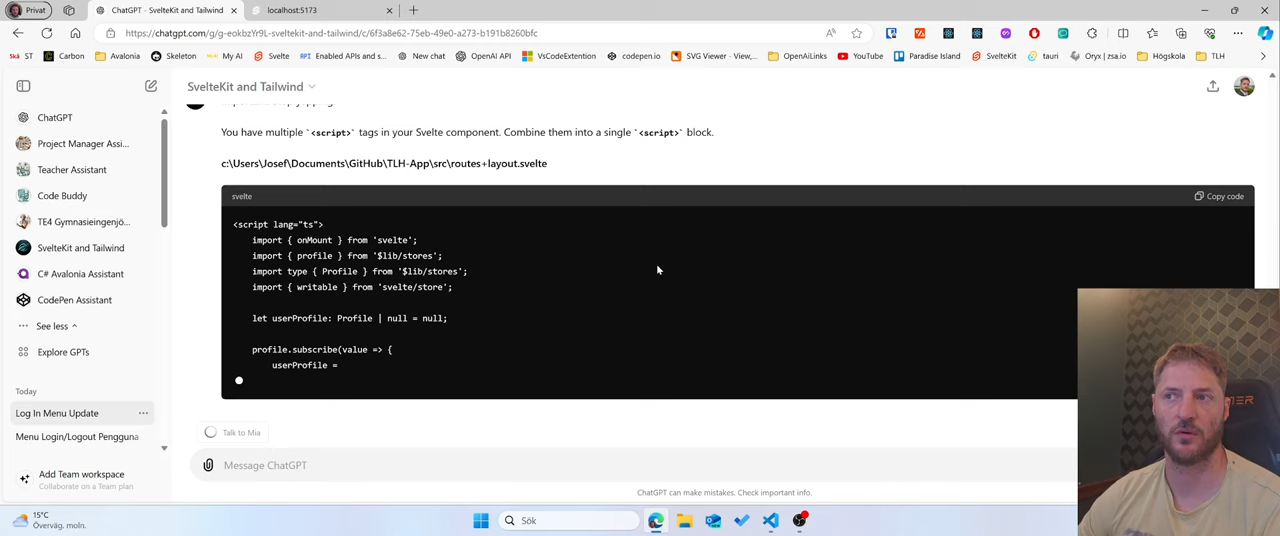 Privat
ChatGPT - SvelteKit and Tailwind
localhost:5173
https://chatgpt.com/g/g-eokbzYr9L-sveltekit-and-tailwind/c/6f3a8e62-75eb-49e0-a273-b191b8260bfc
Ska ST
Carbon
Avalonia
Skeleton
My AI
Svelte
API Enabled APIs and s...
New chat
OpenAI API
VsCodeExtention
codepen.io
SVG Viewer - View,...
OpenAiLinks
YouTube
Paradise Island
SvelteKit
tauri
Oryx | zsa.io
Högskola
TLH
SvelteKit and Tailwind
ChatGPT
Project Manager Assi...
Teacher Assistant
Code Buddy
TE4 Gymnasieingenjö...
SvelteKit and Tailwind
C# Avalonia Assistant
CodePen Assistant
See less
Explore GPTs
Today
Log In Menu Update
Menu Login/Logout Pengguna
Add Team workspace
Collaborate on a Team plan
You have multiple `<script>` tags in your Svelte component. Combine them into a single `<script>` block.
c:\Users\Josef\Documents\GitHub\TLH-App\src\routes+layout.svelte
svelte
Copy code
<script lang="ts">
import { onMount } from 'svelte';
import { profile } from '$lib/stores';
import type { Profile } from '$lib/stores';
import { writable } from 'svelte/store';
let userProfile: Profile | null = null;
profile.subscribe(value => {
userProfile =
Talk to Mia
Message ChatGPT
ChatGPT can make mistakes. Check important info.
15°C
Överväg. moln.
Sök